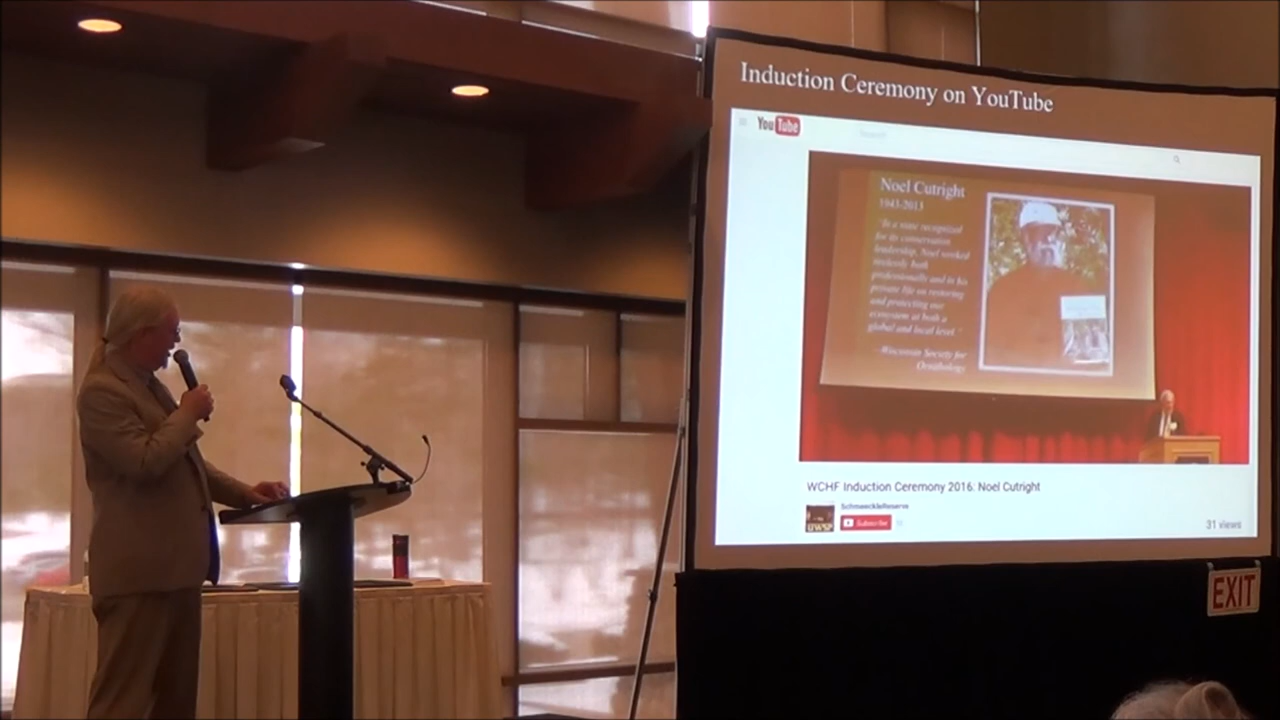 Induction Ceremony on YouTube
YouTube
Search
Noel Cutright
1943-2013
"In a state recognized
for its conservation
leadership, Noel worked
tirelessly both
professionally and in his
private life on restoring
and protecting our
ecosystem at both a
global and local level."
-Wisconsin Society for
Ornithology
WCHF Induction Ceremony 2016: Noel Cutright
SchmeeckleReserve
UWSP
Subscribe
31 views
EXIT